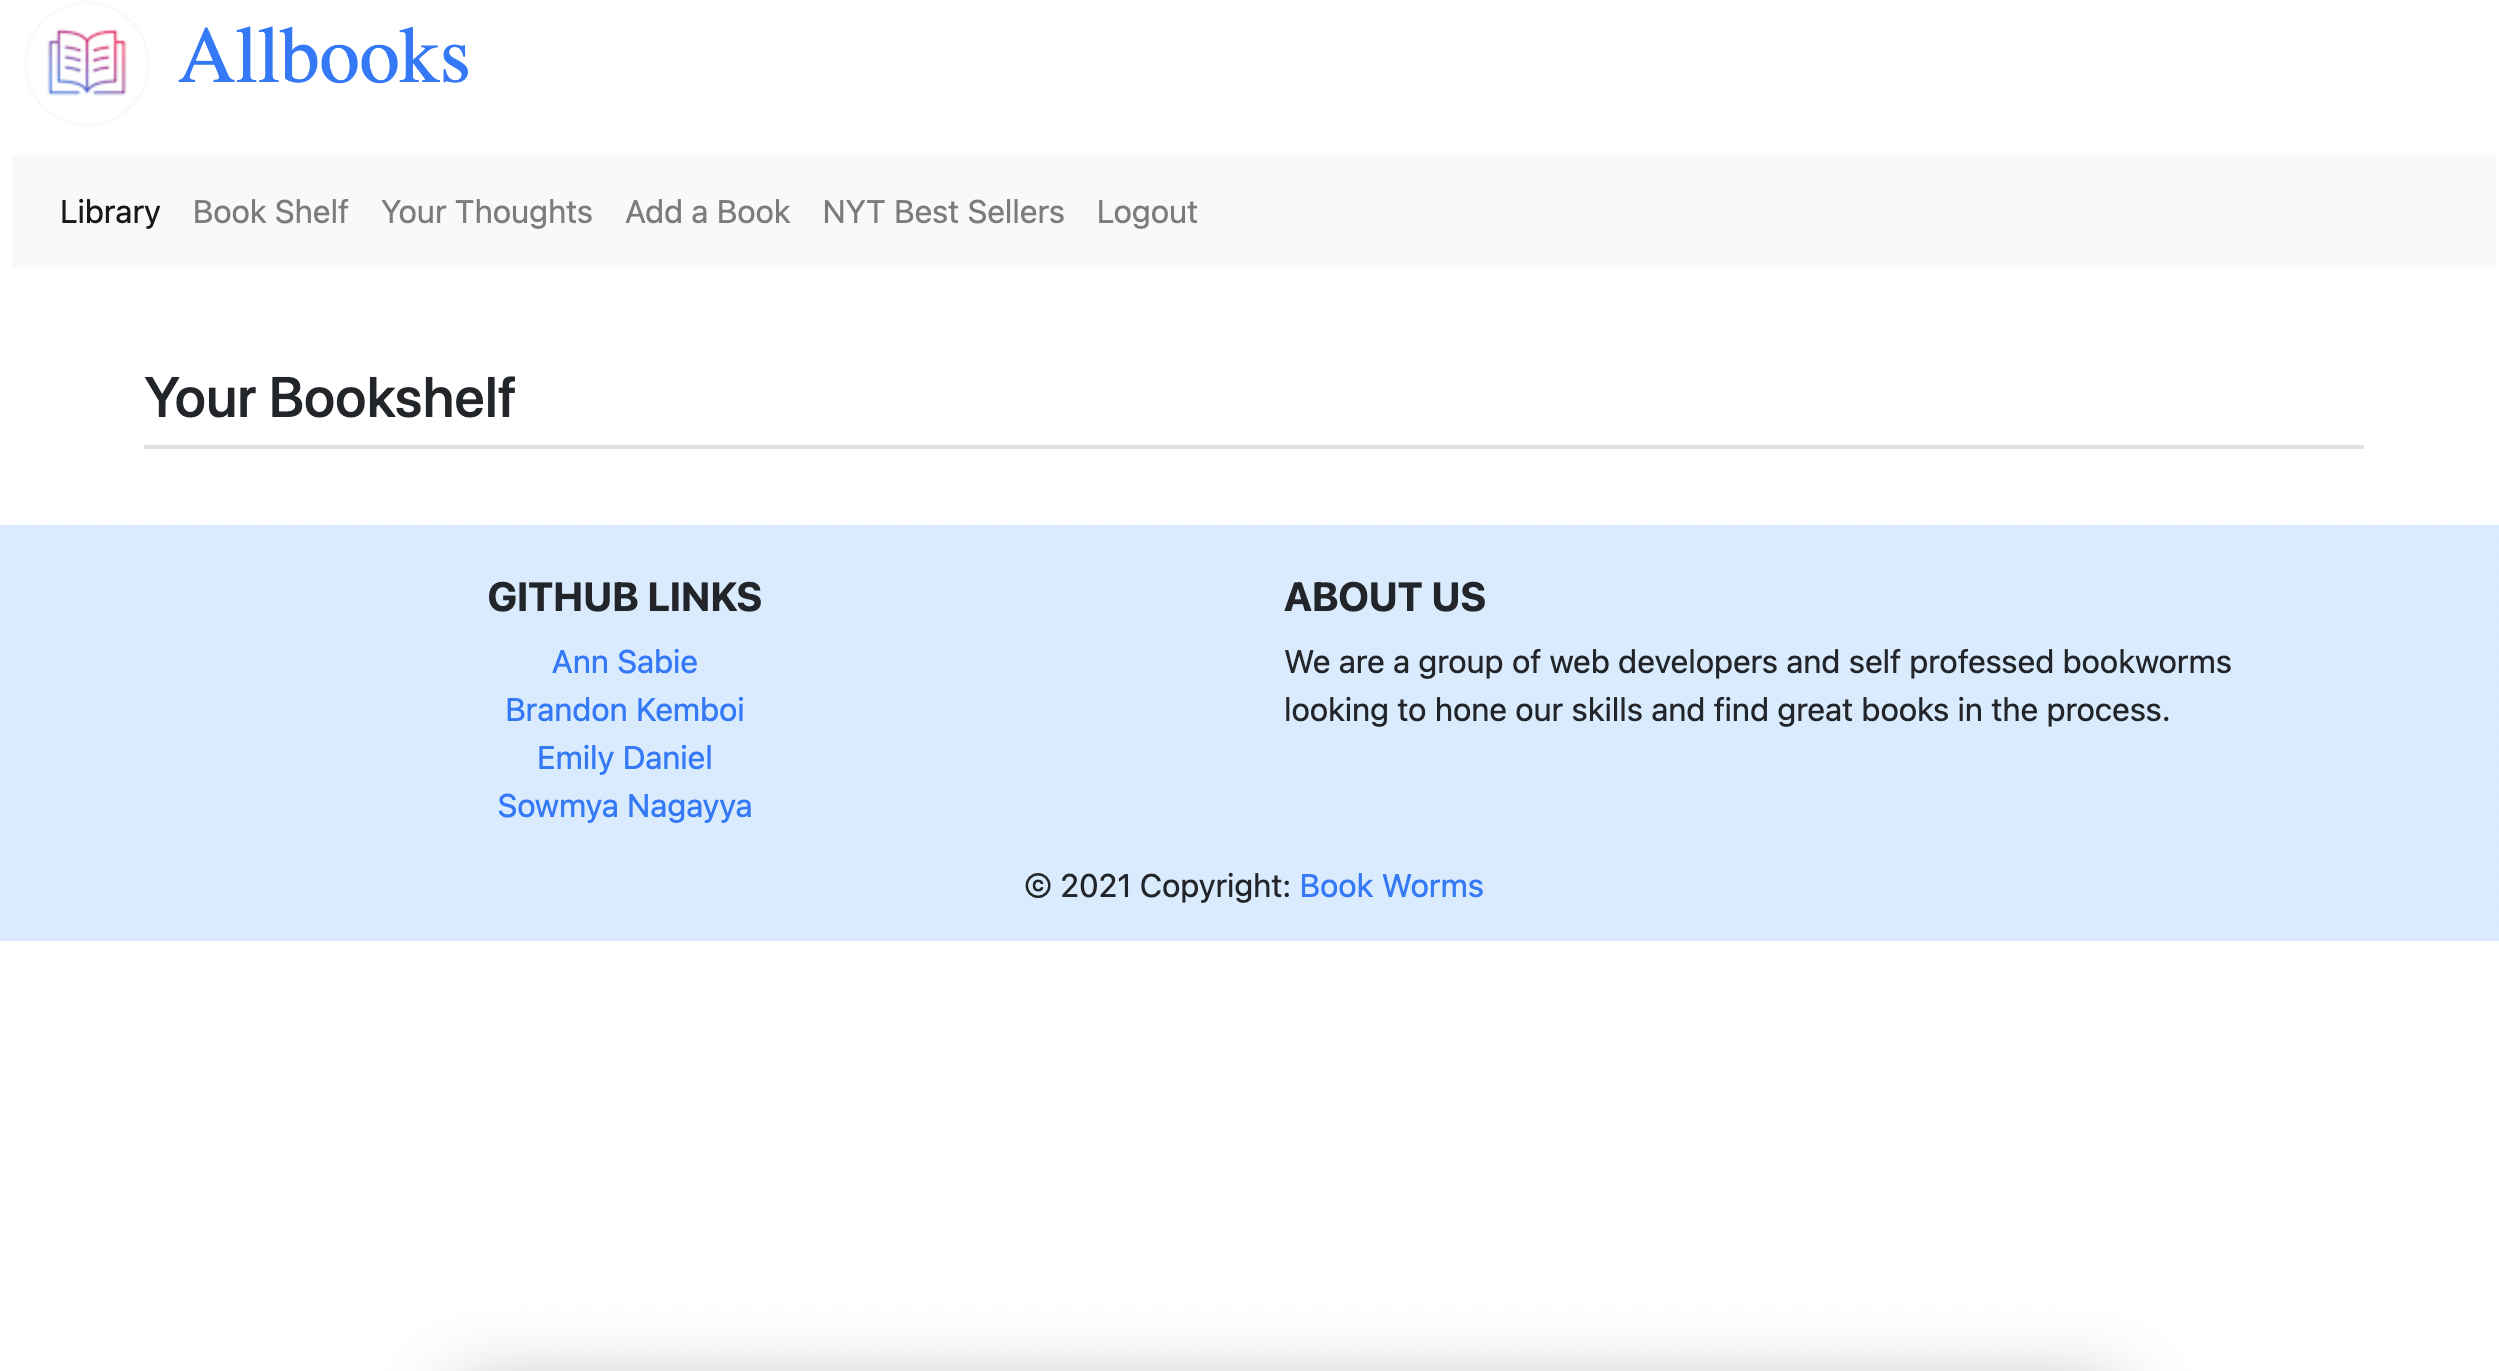 Allbooks
Library Book Shelf Your Thoughts Add a Book NYT Best Sellers Logout
Your Bookshelf
GITHUB LINKS
Ann Sabie
Brandon Kemboi
Emily Daniel
Sowmya Nagayya
ABOUT US
We are a group of web developers and self professed bookworms
looking to hone our skills and find great books in the process.
© 2021 Copyright: Book Worms